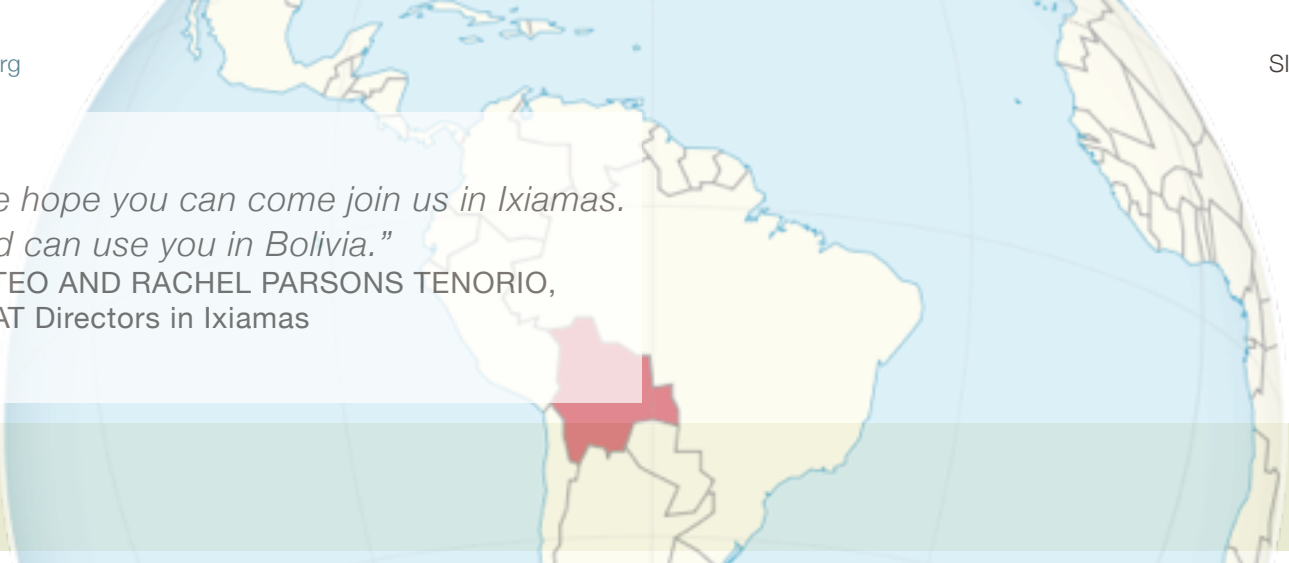 rg
Sl
e hope you can come join us in Ixiamas.
d can use you in Bolivia.”
TEO AND RACHEL PARSONS TENORIO,
AT Directors in Ixiamas